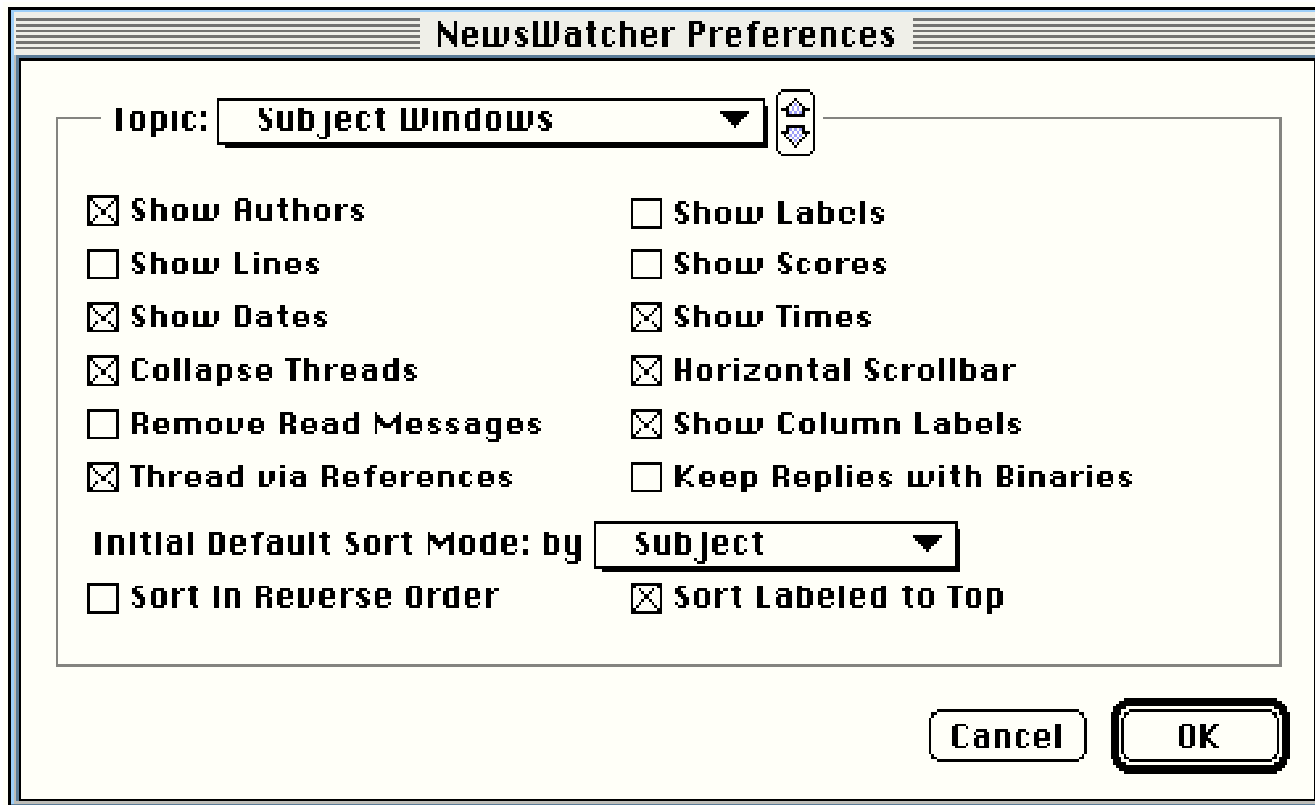 NewsWatcher Preferences
Topic: Subject Windows
Show Authors
Show Labels
Show Lines
Show Scores
Show Dates
Show Times
Collapse Threads
Horizontal Scrollbar
Remove Read Messages
Show Column Labels
Thread via References
Keep Replies with Binaries
Initial Default Sort Mode: by Subject
Sort in Reverse Order
Sort Labeled to Top
Cancel
OK